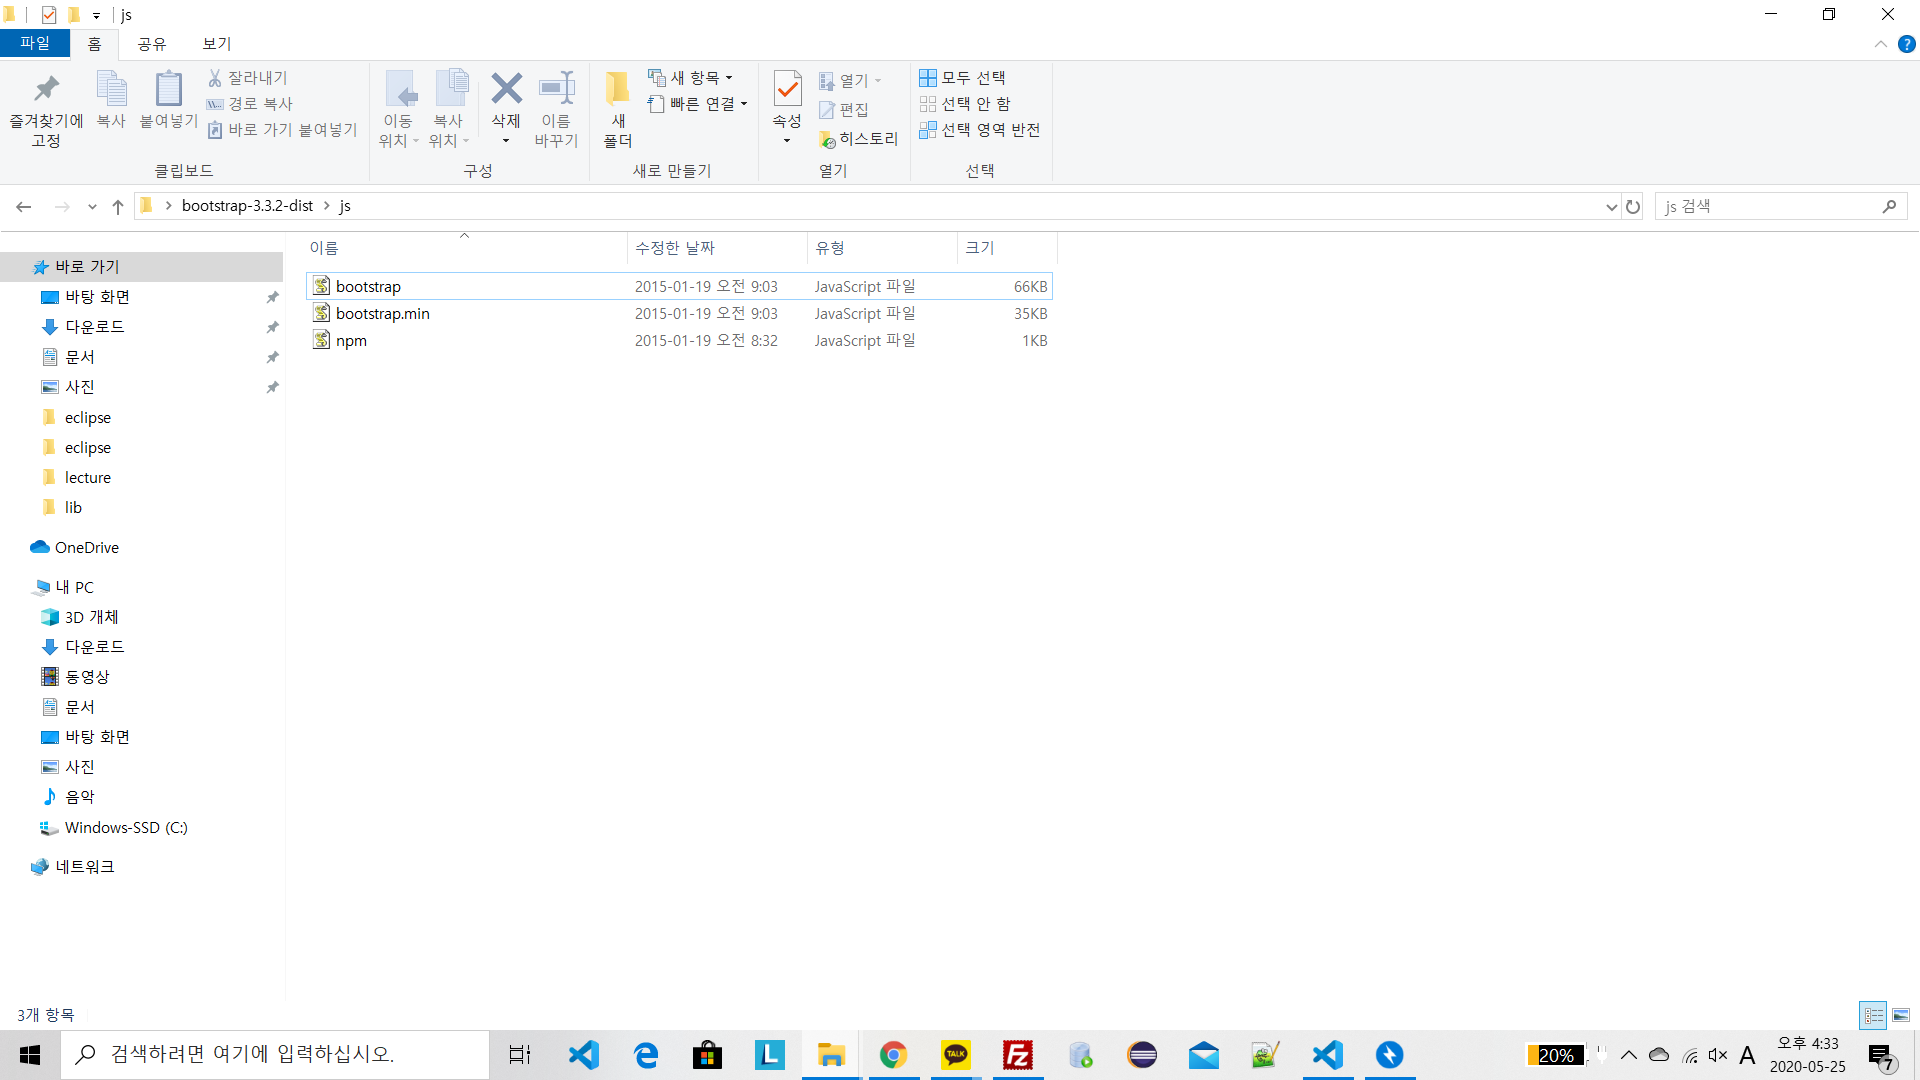 js
파일 홈 공유 보기
즐겨찾기에
고정
복사
붙여넣기
잘라내기
경로 복사
바로 가기 붙여넣기
클립보드
이동
위치
복사
위치
삭제
이름
바꾸기
구성
새
폴더
새 항목
빠른 연결
새로 만들기
속성
열기
편집
히스토리
열기
모두 선택
선택 안 함
선택 영역 반전
선택
bootstrap-3.3.2-dist js
js 검색
바로 가기
바탕 화면
다운로드
문서
사진
eclipse
eclipse
lecture
lib
OneDrive
내 PC
3D 개체
다운로드
동영상
문서
바탕 화면
사진
음악
Windows-SSD (C:)
네트워크
이름 수정한 날짜 유형 크기
bootstrap 2015-01-19 오전 9:03 JavaScript 파일 66KB
bootstrap.min 2015-01-19 오전 9:03 JavaScript 파일 35KB
npm 2015-01-19 오전 8:32 JavaScript 파일 1KB
3개 항목
검색하려면 여기에 입력하십시오.
L
TALK
FZ
20%
A
오후 4:33
2020-05-25
7